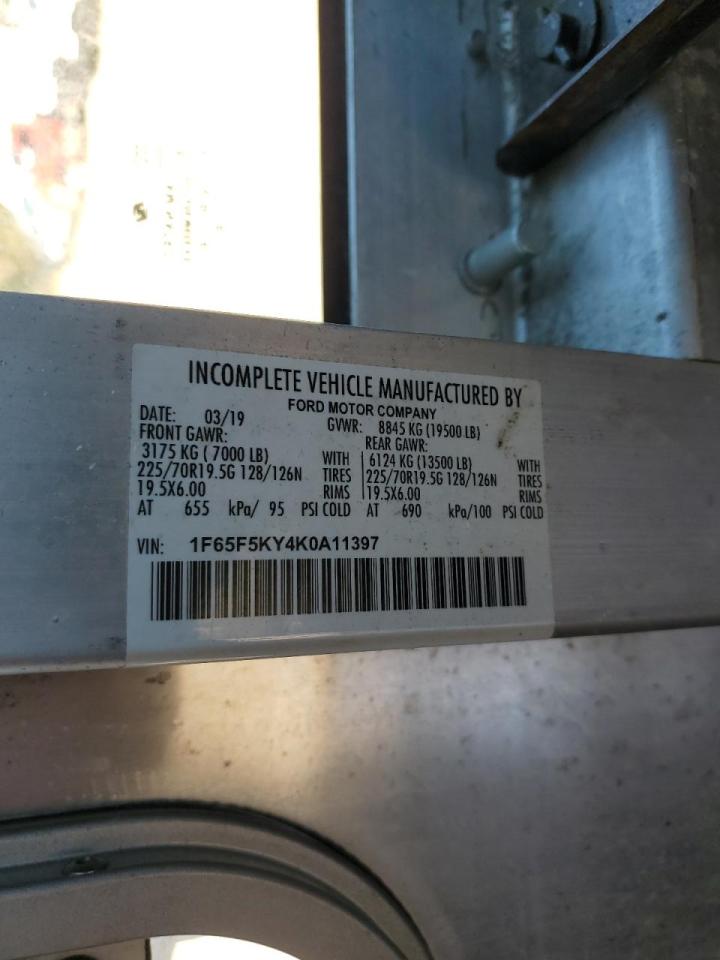 INCOMPLETE VEHICLE MANUFACTURED BY
FORD MOTOR COMPANY
DATE: 03/19 GVWR: 8845 KG (19500 LB)
FRONT GAWR: REAR GAWR:
3175 KG ( 7000 LB) WITH 6124 KG (13500 LB) WITH
225/70R19.5G 128/126N TIRES 225/70R19.5G 128/126N TIRES
19.5X6.00 RIMS 19.5X6.00 RIMS
AT 655 kPa/ 95 PSI COLD AT 690 kPa/100 PSI COLD
VIN: 1F65F5KY4K0A11397